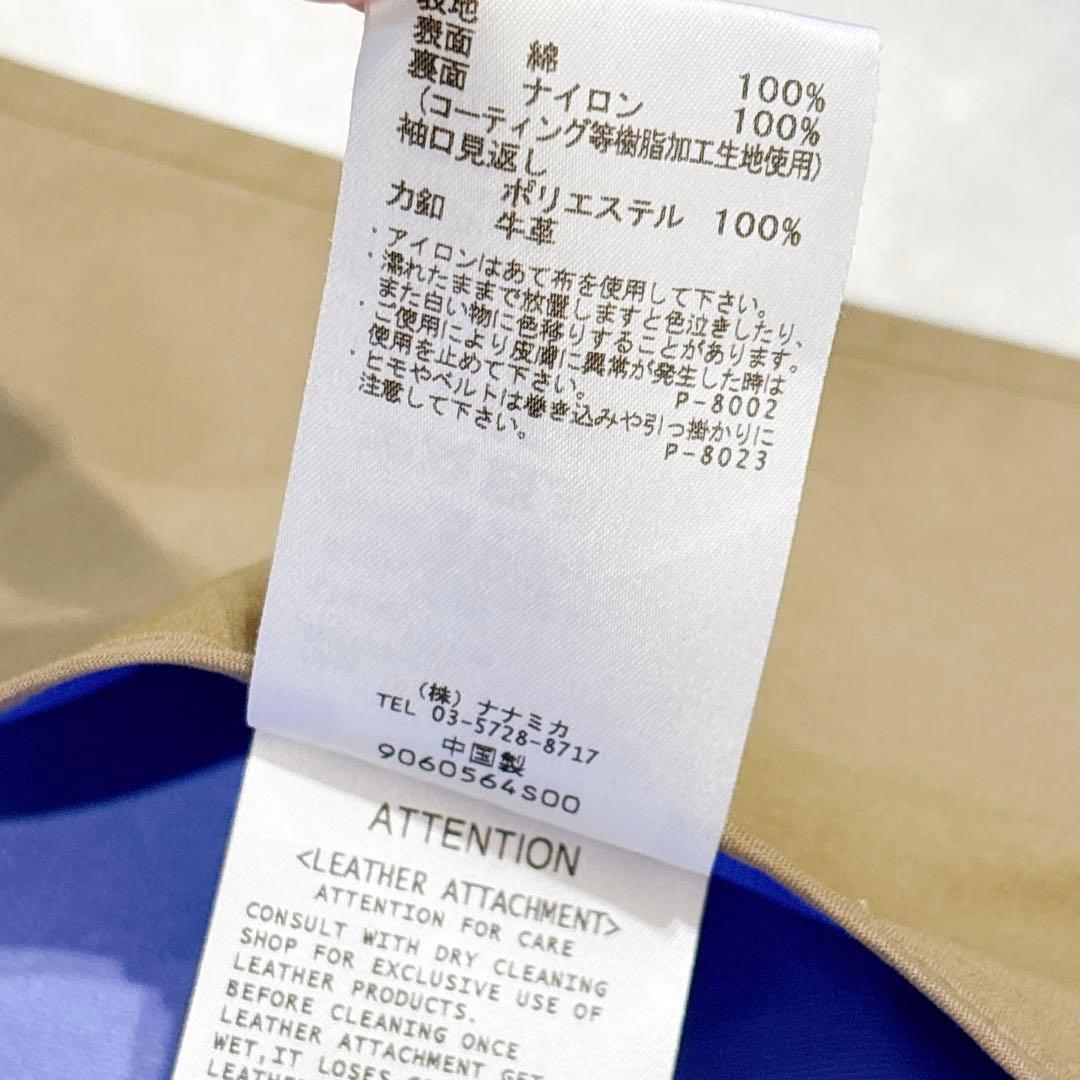 表地
表面 綿 100%
裏面 ナイロン 100%
(コーティング等樹脂加工生地使用)
袖口見返し
ポリエステル 100%
力釦 牛革
・アイロンはあて布を使用して下さい。
・濡れたままで放置しますと色泣きしたり、
また白い物に色移りすることがあります。
・ご使用により皮膚に異常が発生した時は
使用を止めて下さい。 P-8002
・ヒモやベルトは巻き込みや引っ掛かりに
注意して下さい。 P-8023
(株) ナナミカ
TEL 03-5728-8717
中国製
9060564S00
ATTENTION
<LEATHER ATTACHMENT>
ATTENTION FOR CARE
CONSULT WITH DRY CLEANING
SHOP FOR EXCLUSIVE USE OF
LEATHER PRODUCTS.
BEFORE CLEANING ONCE
LEATHER ATTACHMENT GET
WET,IT LOSES